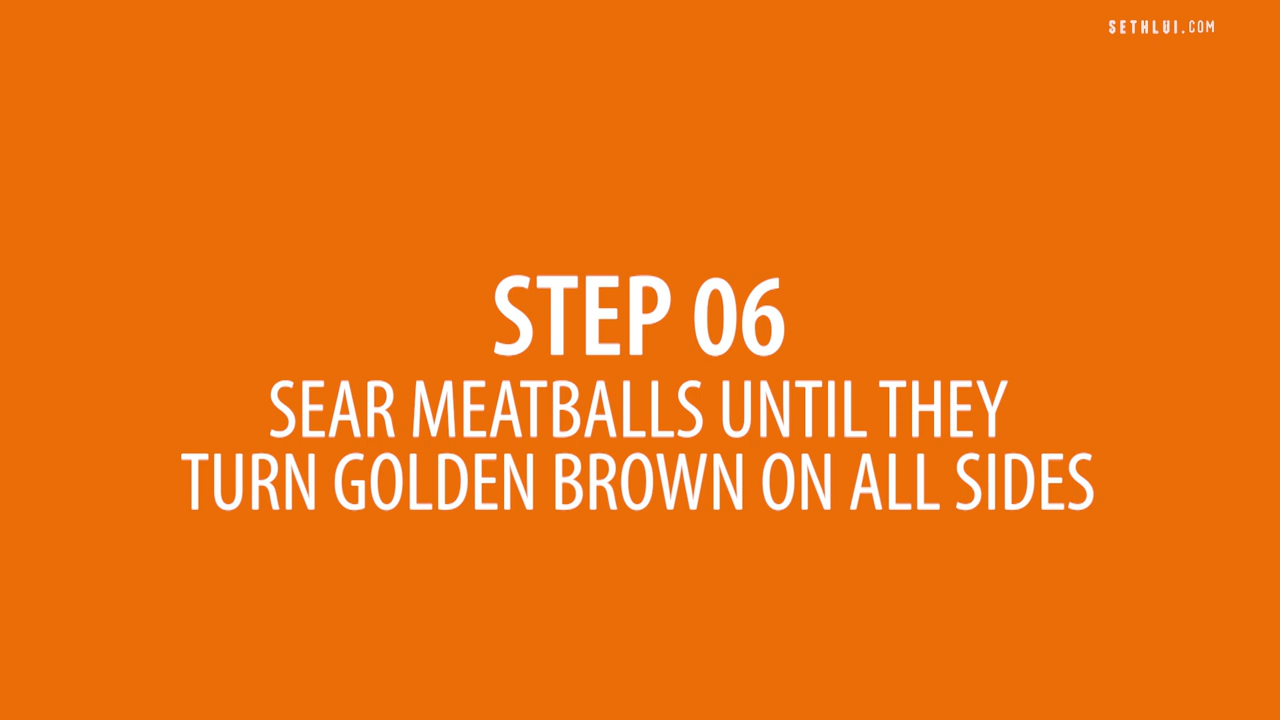 SETHLUI.COM
STEP 06
SEAR MEATBALLS UNTIL THEY
TURN GOLDEN BROWN ON ALL SIDES